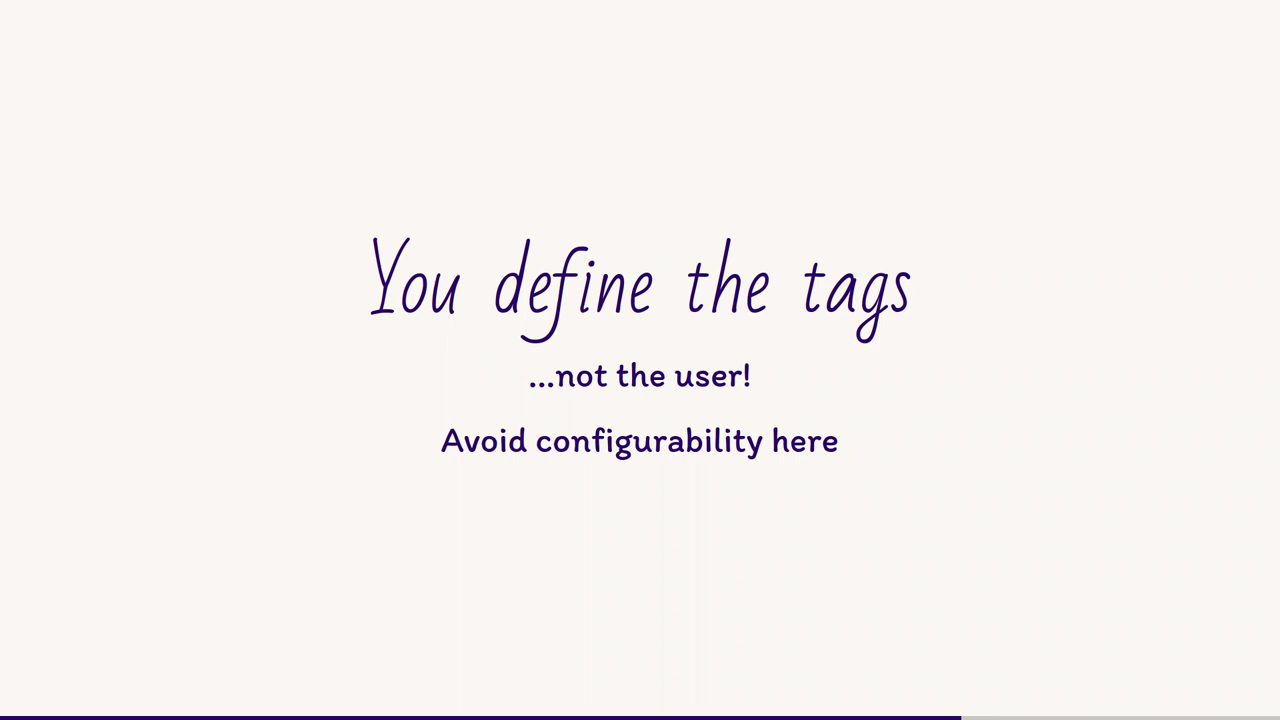 You define the tags
...not the user!
Avoid configurability here